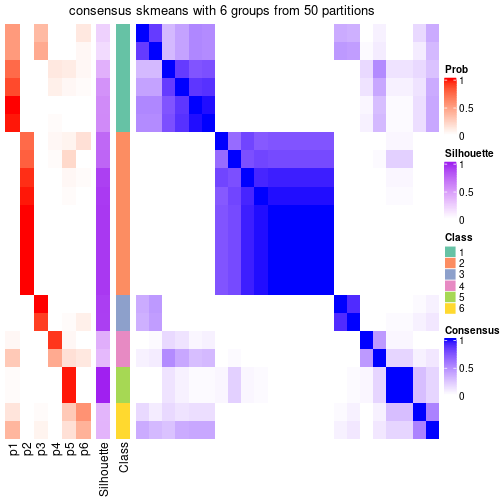 consensus skmeans with 6 groups from 50 partitions
Prob
1
0.5
0
Silhouette
1
0.5
0
Class
1
2
3
4
5
6
Consensus
1
0.5
0
p1
p2
p3
p4
p5
p6
Silhouette
Class